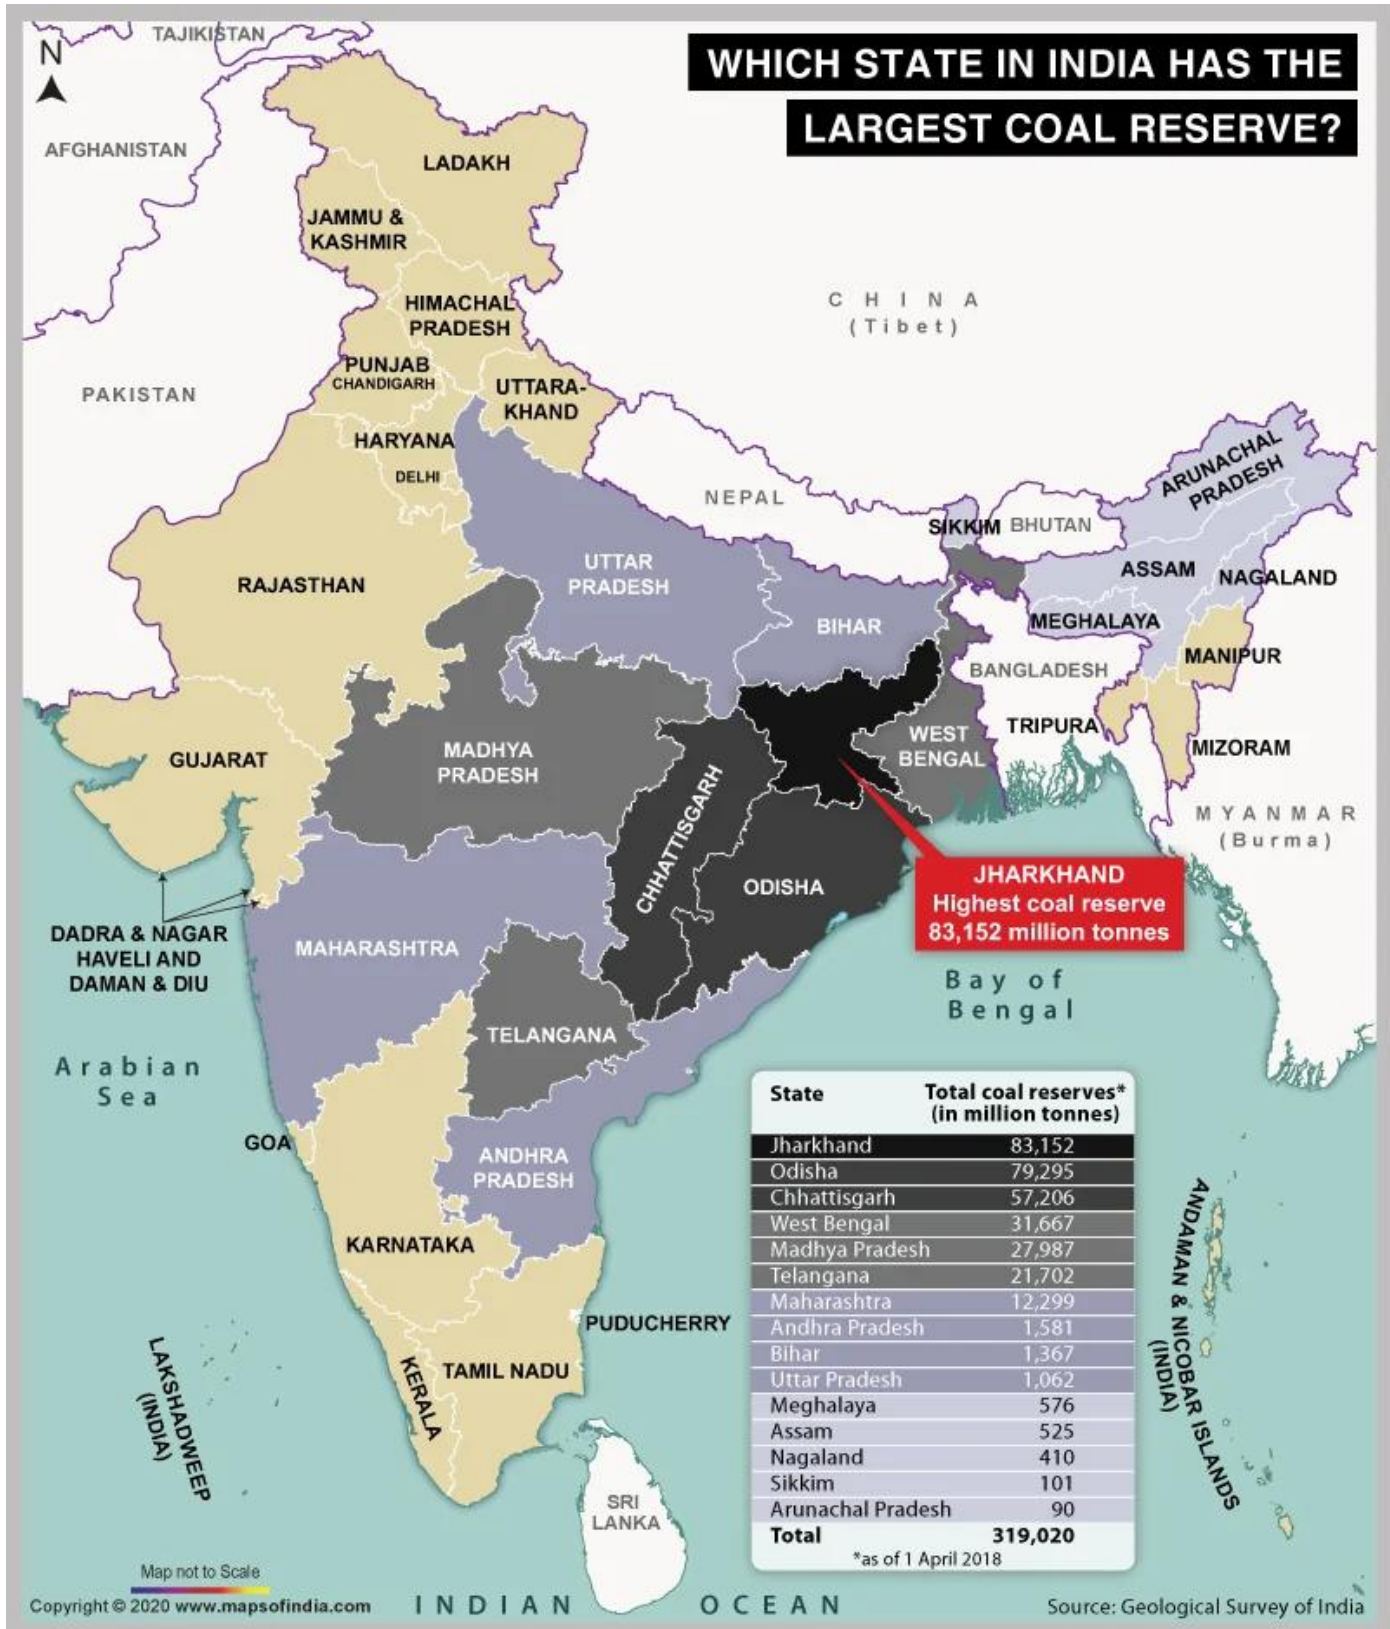 WHICH STATE IN INDIA HAS THE
LARGEST COAL RESERVE?
N
TAJIKISTAN
AFGHANISTAN
LADAKH
JAMMU &
KASHMIR
CHINA
(Tibet)
HIMACHAL
PRADESH
PUNJAB
CHANDIGARH
PAKISTAN
UTTARA-
KHAND
HARYANA
DELHI
ARUNACHAL
PRADESH
NEPAL
SIKKIM
BHUTAN
UTTAR
PRADESH
ASSAM
NAGALAND
RAJASTHAN
BIHAR
MEGHALAYA
MANIPUR
BANGLADESH
TRIPURA
WEST
BENGAL
MIZORAM
GUJARAT
MADHYA
PRADESH
CHHATTISGARH
MYANMAR
(Burma)
ODISHA
JHARKHAND
Highest coal reserve
83,152 million tonnes
DADRA & NAGAR
HAVELI AND
DAMAN & DIU
MAHARASHTRA
Bay of
Bengal
TELANGANA
Arabian
Sea
GOA
ANDHRA
PRADESH
KARNATAKA
PUDUCHERRY
KERALA
TAMIL NADU
LAKSHADWEEP
(INDIA)
ANDAMAN & NICOBAR ISLANDS
(INDIA)
SRI
LANKA
State Total coal reserves*
(in million tonnes)
Jharkhand 83,152
Odisha 79,295
Chhattisgarh 57,206
West Bengal 31,667
Madhya Pradesh 27,987
Telangana 21,702
Maharashtra 12,299
Andhra Pradesh 1,581
Bihar 1,367
Uttar Pradesh 1,062
Meghalaya 576
Assam 525
Nagaland 410
Sikkim 101
Arunachal Pradesh 90
Total 319,020
*as of 1 April 2018
Map not to Scale
Copyright © 2020 www.mapsofindia.com
INDIAN OCEAN
Source: Geological Survey of India